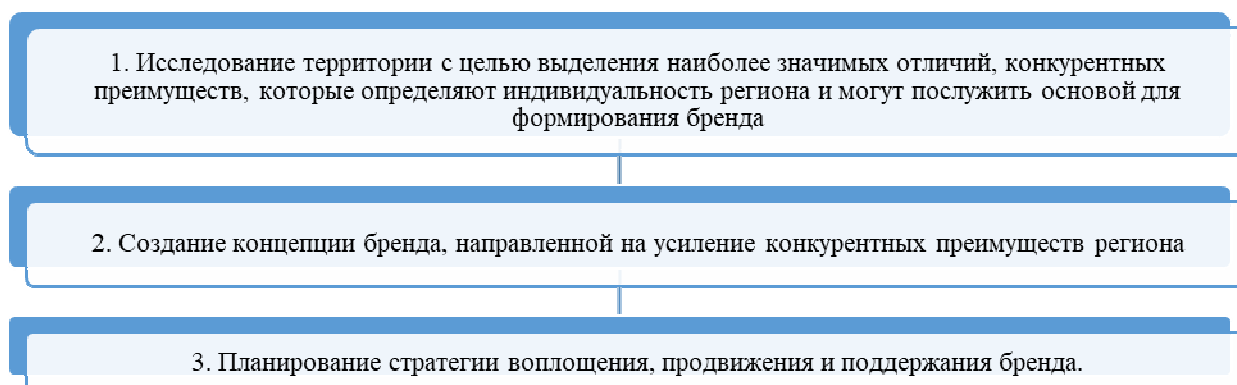 1. Исследование территории с целью выделения наиболее значимых отличий, конкурентных
преимуществ, которые определяют индивидуальность региона и могут послужить основой для
формирования бренда
2. Создание концепции бренда, направленной на усиление конкурентных преимуществ региона
3. Планирование стратегии воплощения, продвижения и поддержания бренда.